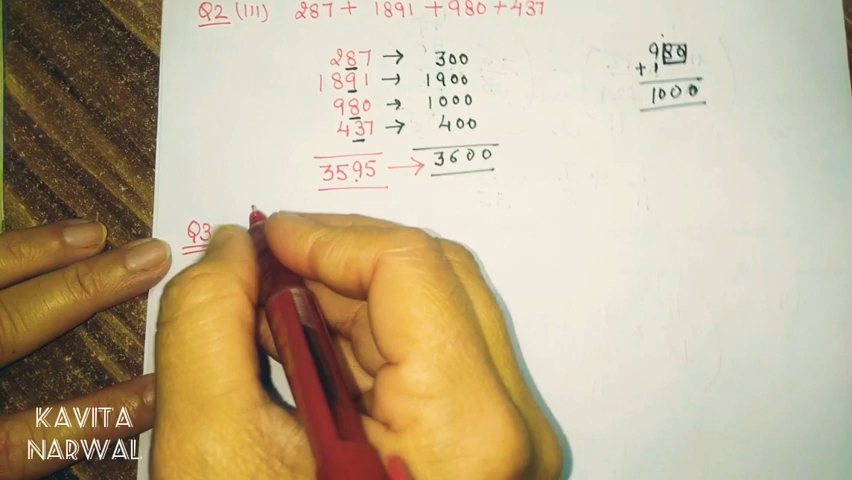 Q2 (III) 287 + 1891 + 980 + 437
287 → 300
1891 → 1900
980 → 1000
437 → 400
3595 → 3600
980
+ 1
1000
Q3
KAVITA
NARWAL